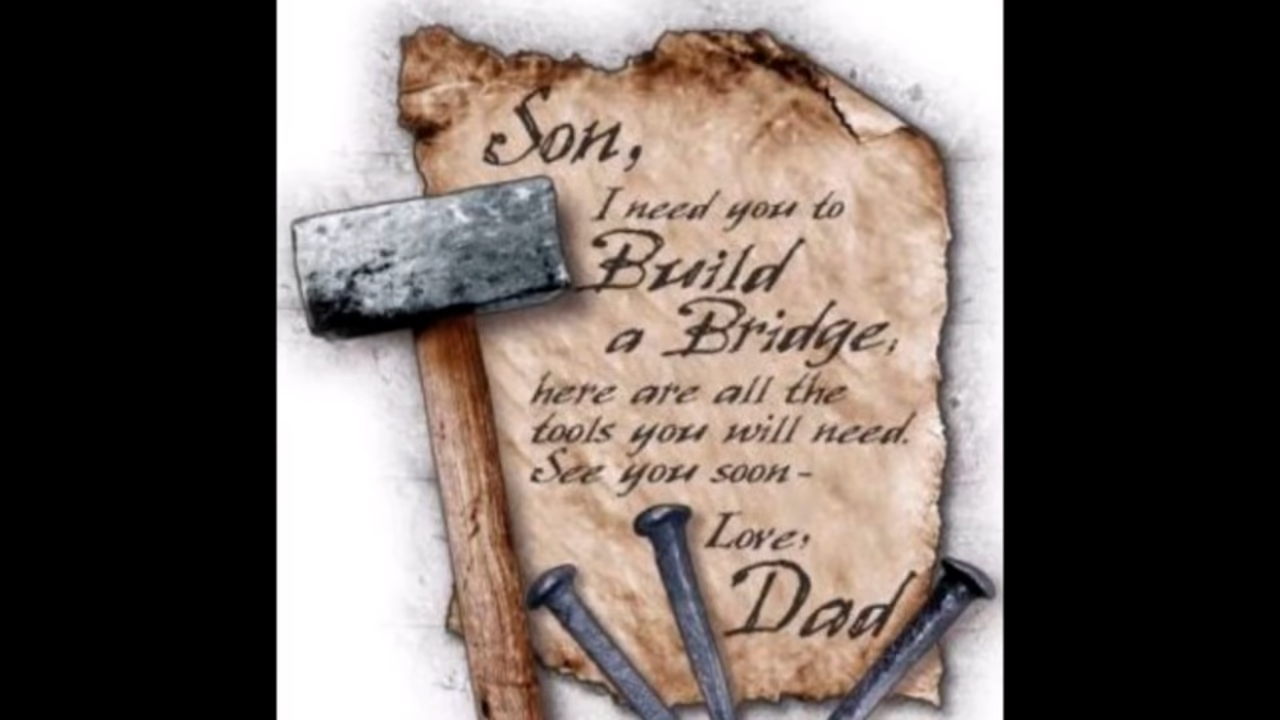 Son,
I need you to
Build
a Bridge,
here are all the
tools you will need.
See you soon-
Love,
Dad